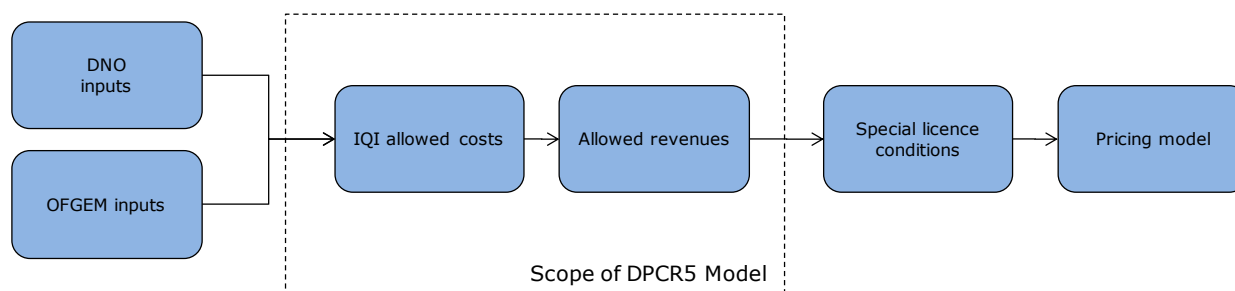 DNO
inputs
OFGEM inputs
IQI allowed costs
Allowed revenues
Special licence
conditions
Pricing model
Scope of DPCR5 Model